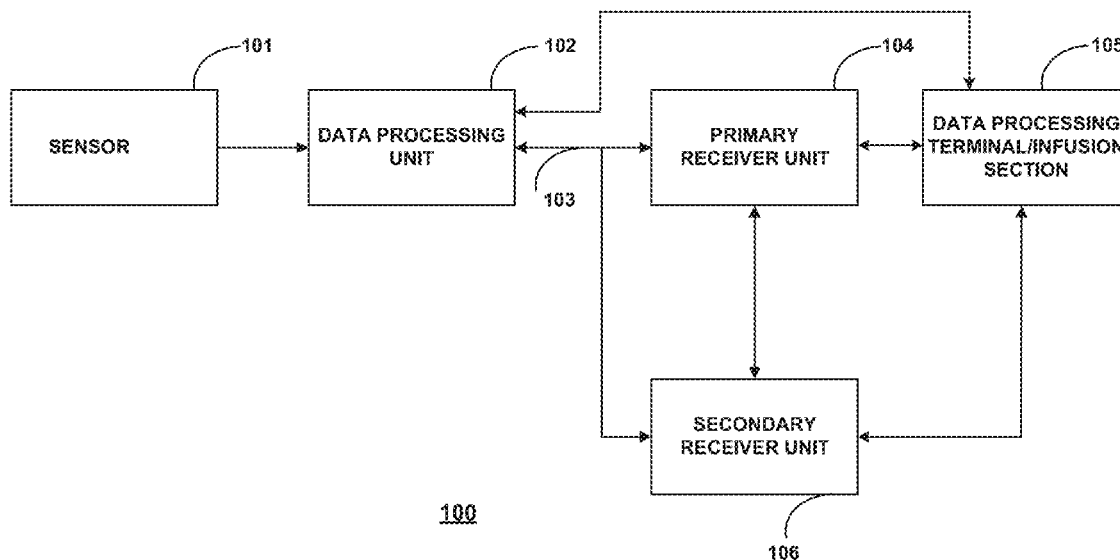 101
102
104
105
SENSOR
DATA PROCESSING
UNIT
PRIMARY
RECEIVER UNIT
DATA PROCESSING
TERMINAL/INFUSION
SECTION
103
SECONDARY
RECEIVER UNIT
100
106